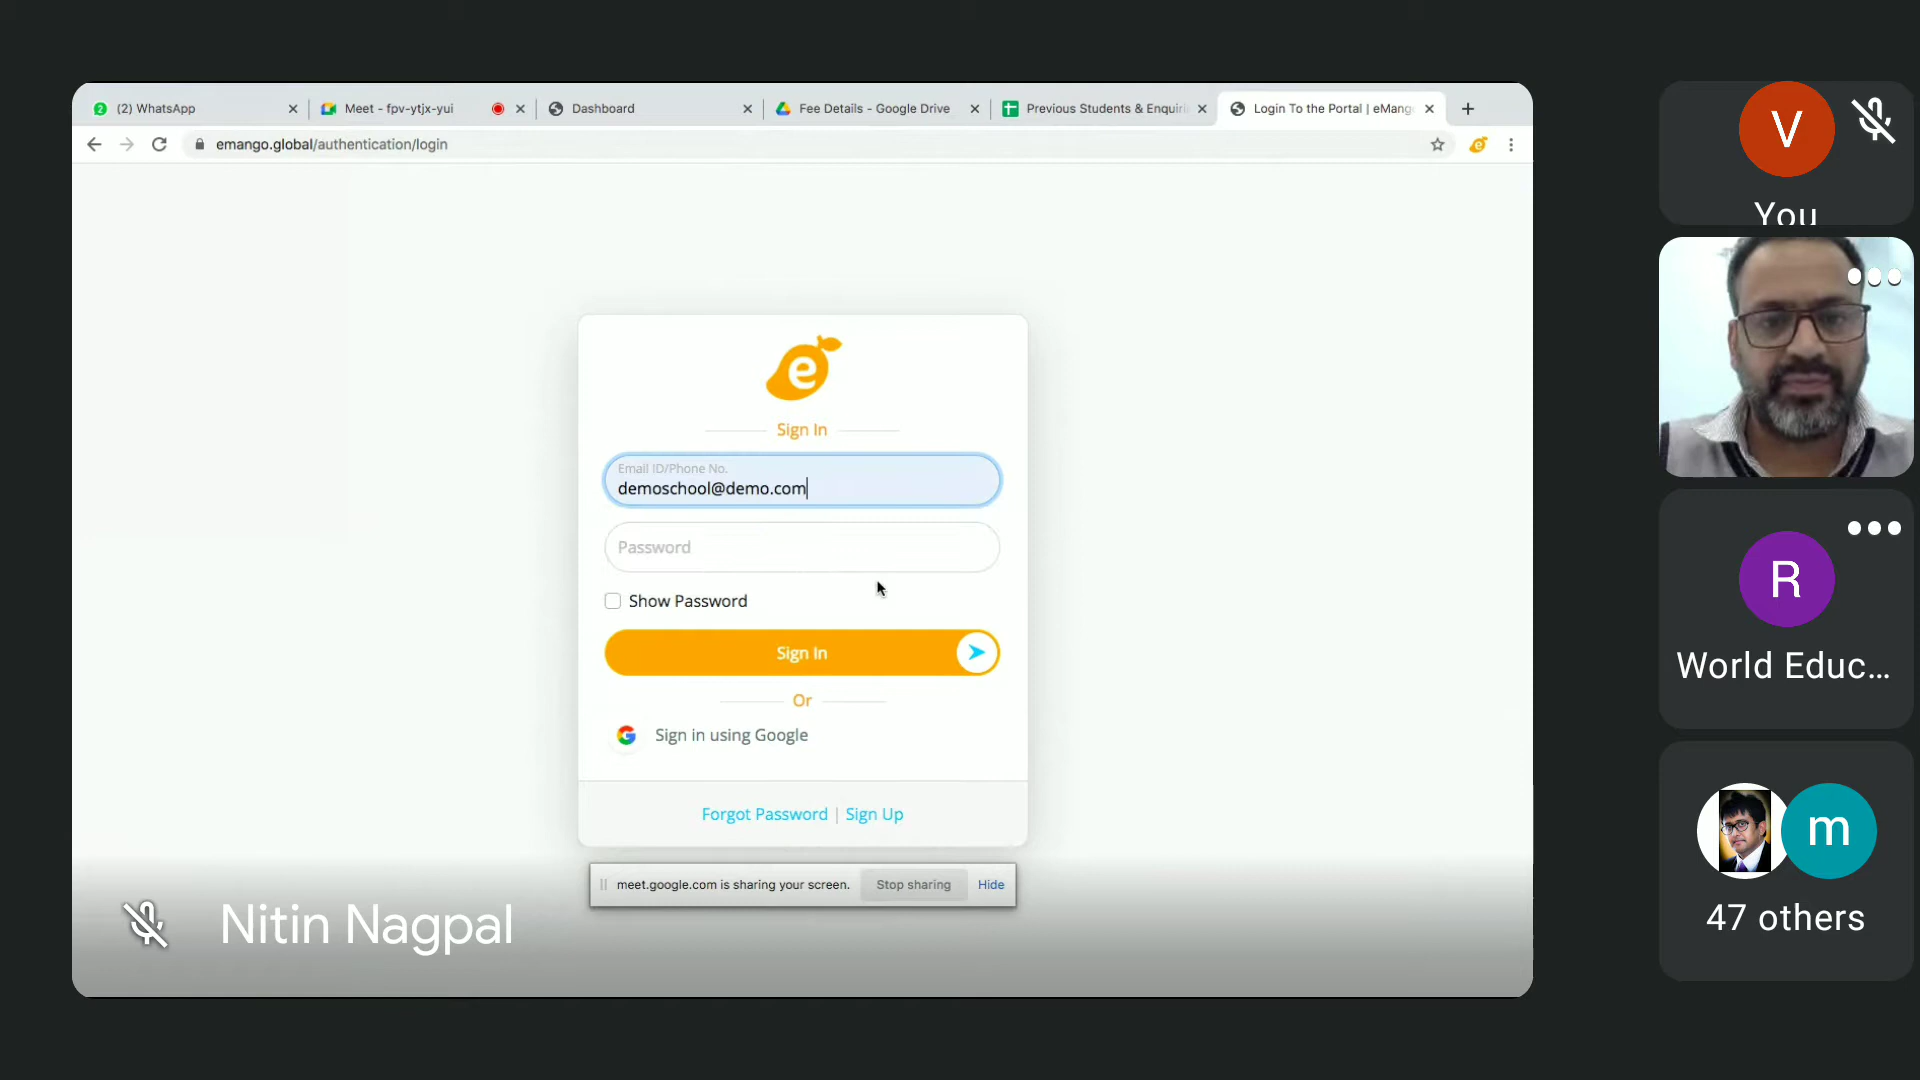 (2) WhatsApp
Meet - fpv-ytjx-yui
Dashboard
Fee Details - Google Drive
Previous Students & Enquiri
Login To the Portal | eMang
emango.global/authentication/login
e
Sign In
Email ID/Phone No.
demoschool@demo.com
Password
Show Password
Sign In
Or
Sign in using Google
Forgot Password | Sign Up
meet.google.com is sharing your screen.
Stop sharing
Hide
Nitin Nagpal
V
You
R
World Educ...
m
47 others